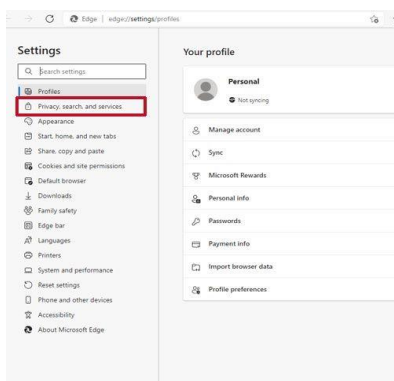 Edge | edge://settings/profiles
Settings
Search settings
Profiles
Privacy, search, and services
Appearance
Start, home, and new tabs
Share, copy and paste
Cookies and site permissions
Default browser
Downloads
Family safety
Edge bar
Languages
Printers
System and performance
Reset settings
Phone and other devices
Accessibility
About Microsoft Edge
Your profile
Personal
Not syncing
Manage account
Sync
Microsoft Rewards
Personal info
Passwords
Payment info
Import browser data
Profile preferences